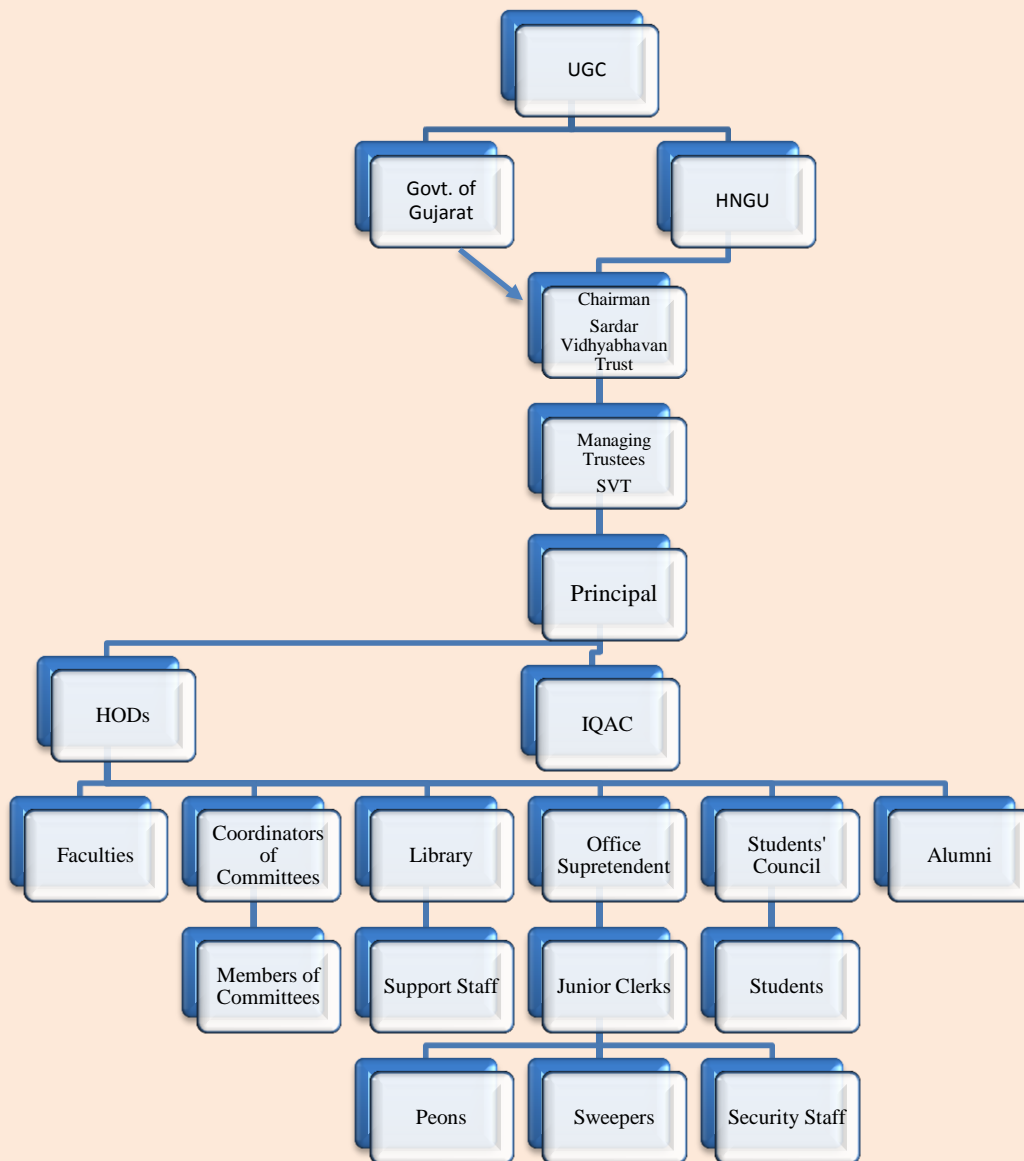 UGC
Govt. of
Gujarat
HNGU
Chairman
Sardar
Vidhyabhavan
Trust
Managing
Trustees
SVT
Principal
HODs
IQAC
Faculties
Coordinators
of
Committees
Library
Office
Supretendent
Students'
Council
Alumni
Members of
Committees
Support Staff
Junior Clerks
Students
Peons
Sweepers
Security Staff